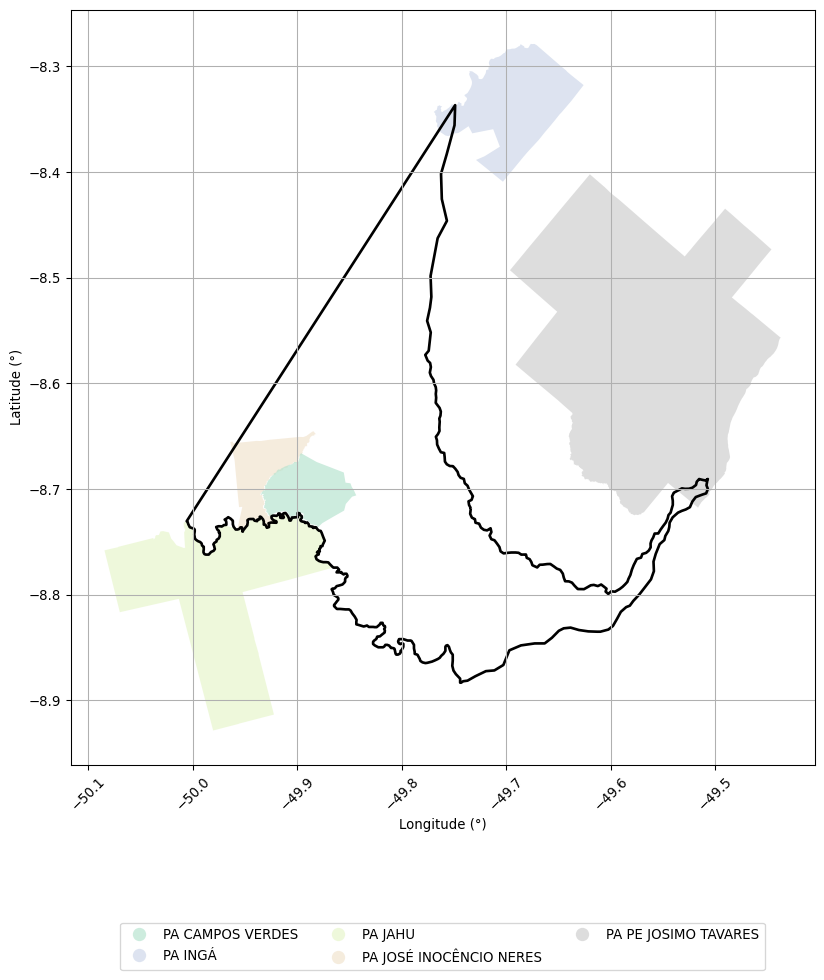 −8.3
−8.4
−8.5
−8.6
−8.7
−8.8
−8.9
Latitude (°)
−50.1
−50.0
−49.9
−49.8
−49.7
−49.6
−49.5
Longitude (°)
PA CAMPOS VERDES
PA INGÁ
PA JAHU
PA JOSÉ INOCÊNCIO NERES
PA PE JOSIMO TAVARES